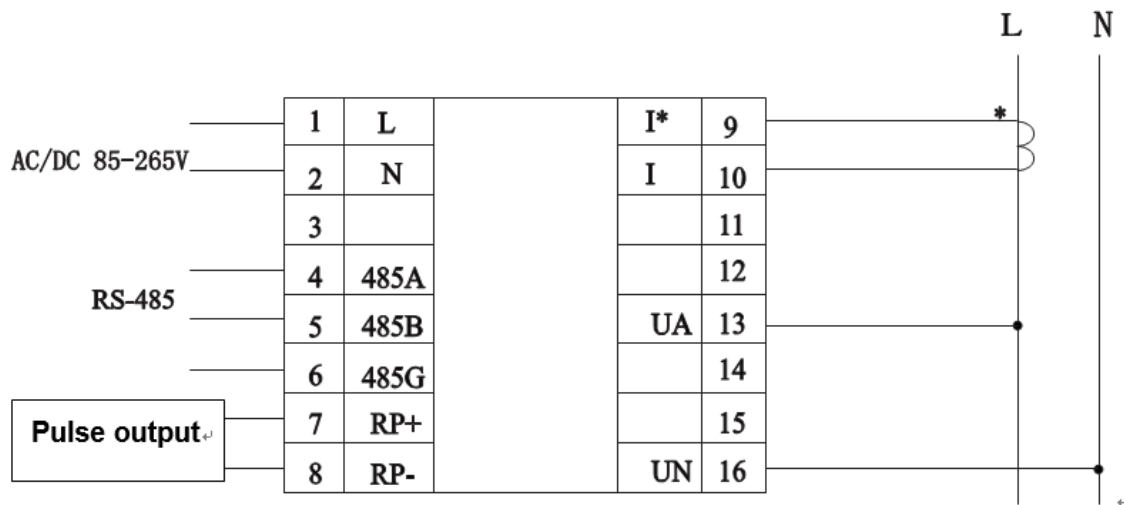 L N
1 L I* 9 *
AC/DC 85-265V
2 N I 10
3 11
4 485A 12
RS-485
5 485B UA 13
6 485G 14
Pulse output↵
7 RP+ 15
8 RP- UN 16
↵